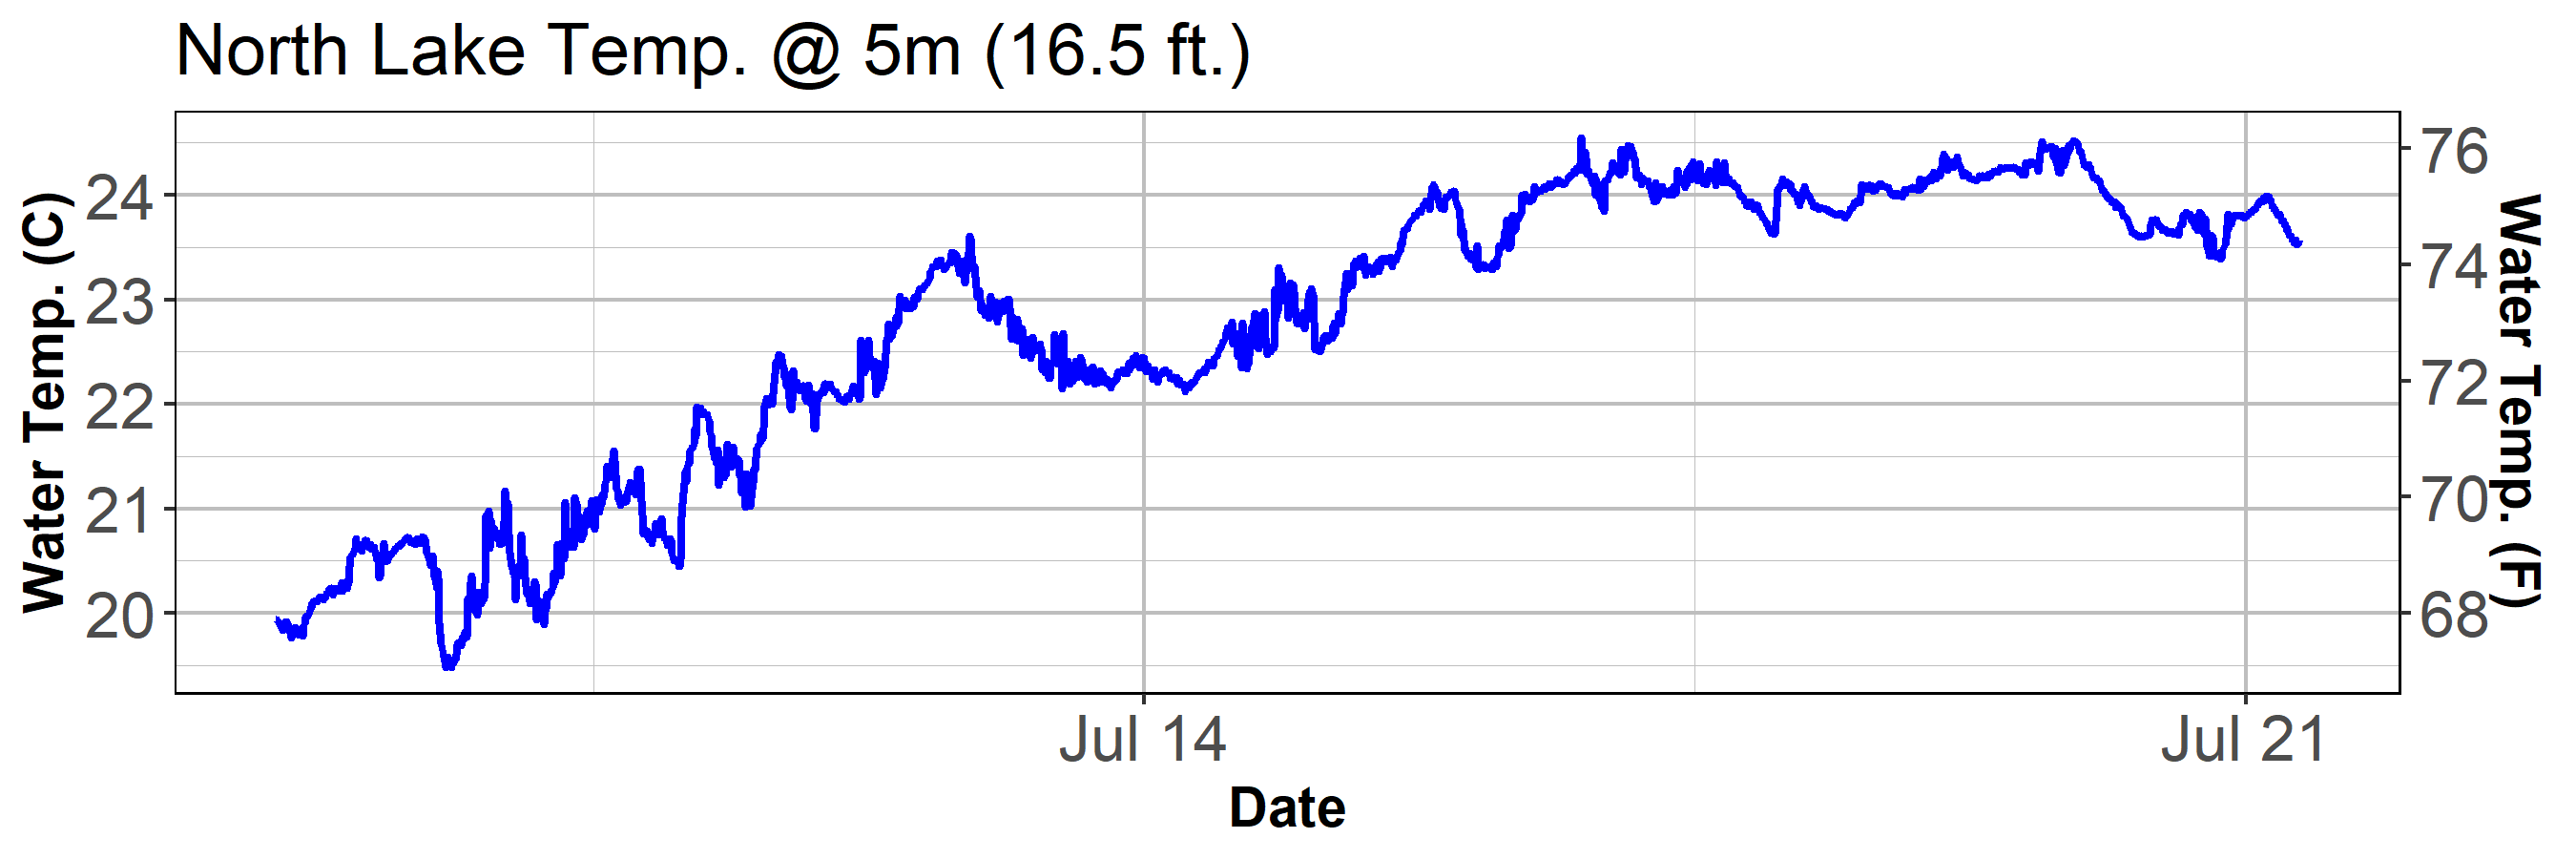 North Lake Temp. @ 5m (16.5 ft.)
Water Temp. (C)
24
23
22
21
20
76
74
72
70
68
Water Temp. (F)
Jul 14
Jul 21
Date